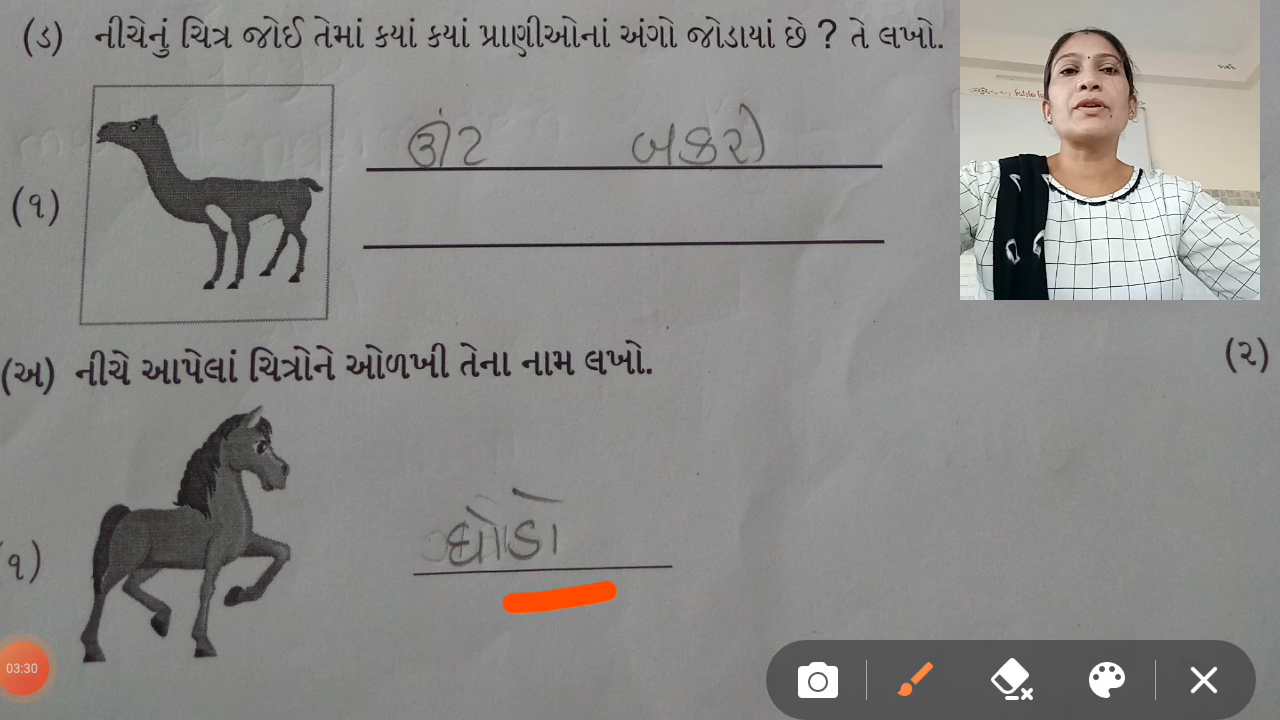 (ડ) નીચેનું ચિત્ર જોઈ તેમાં કયાં કયાં પ્રાણીઓનાં અંગો જોડાયાં છે ? તે લખો.
(૧) ઊંટ બકરી
(અ) નીચે આપેલાં ચિત્રોને ઓળખી તેના નામ લખો. (૨)
૧) ઘોડો
03:30